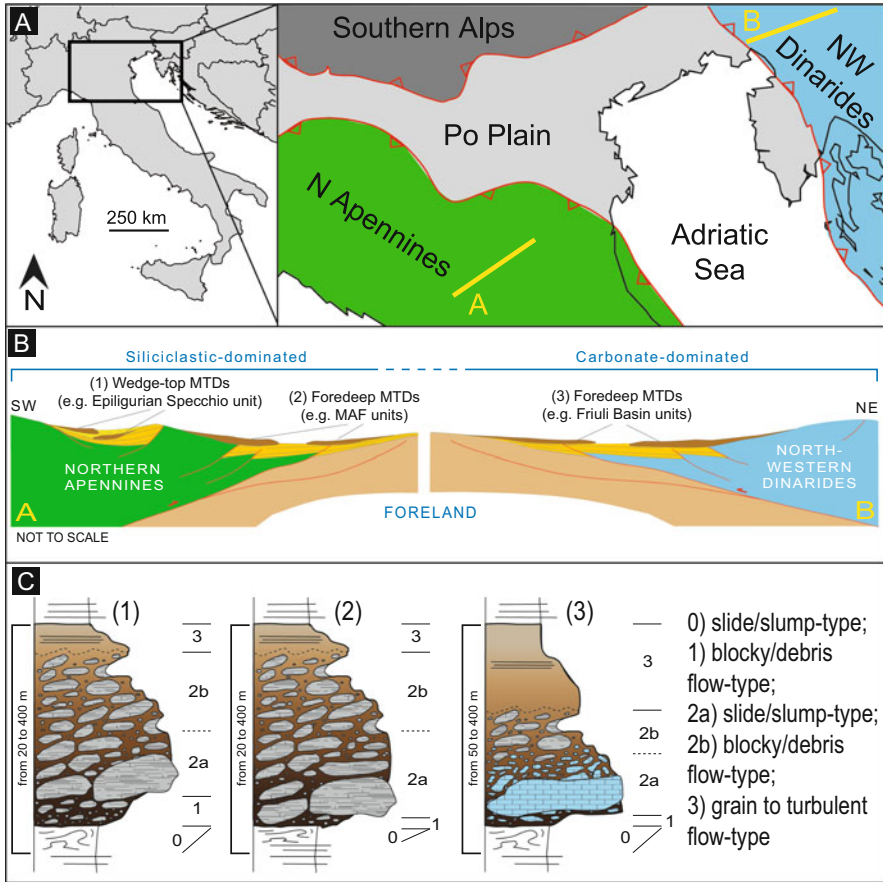 A
250 km
N
Southern Alps
Po Plain
N Apennines
A
Adriatic
Sea
B
NW
Dinarides
B
Siliciclastic-dominated
Carbonate-dominated
(1) Wedge-top MTDs
(e.g. Epiligurian Specchio unit)
(2) Foredeep MTDs
(e.g. MAF units)
(3) Foredeep MTDs
(e.g. Friuli Basin units)
SW
NE
NORTHERN
APENNINES
NORTH-
WESTERN
DINARIDES
A
FORELAND
B
NOT TO SCALE
C
(1)
from 20 to 400 m
3
2b
2a
1
0
(2)
from 20 to 400 m
3
2b
2a
1
0
(3)
from 50 to 400 m
3
2b
2a
1
0
0) slide/slump-type;
1) blocky/debris
flow-type;
2a) slide/slump-type;
2b) blocky/debris
flow-type;
3) grain to turbulent
flow-type